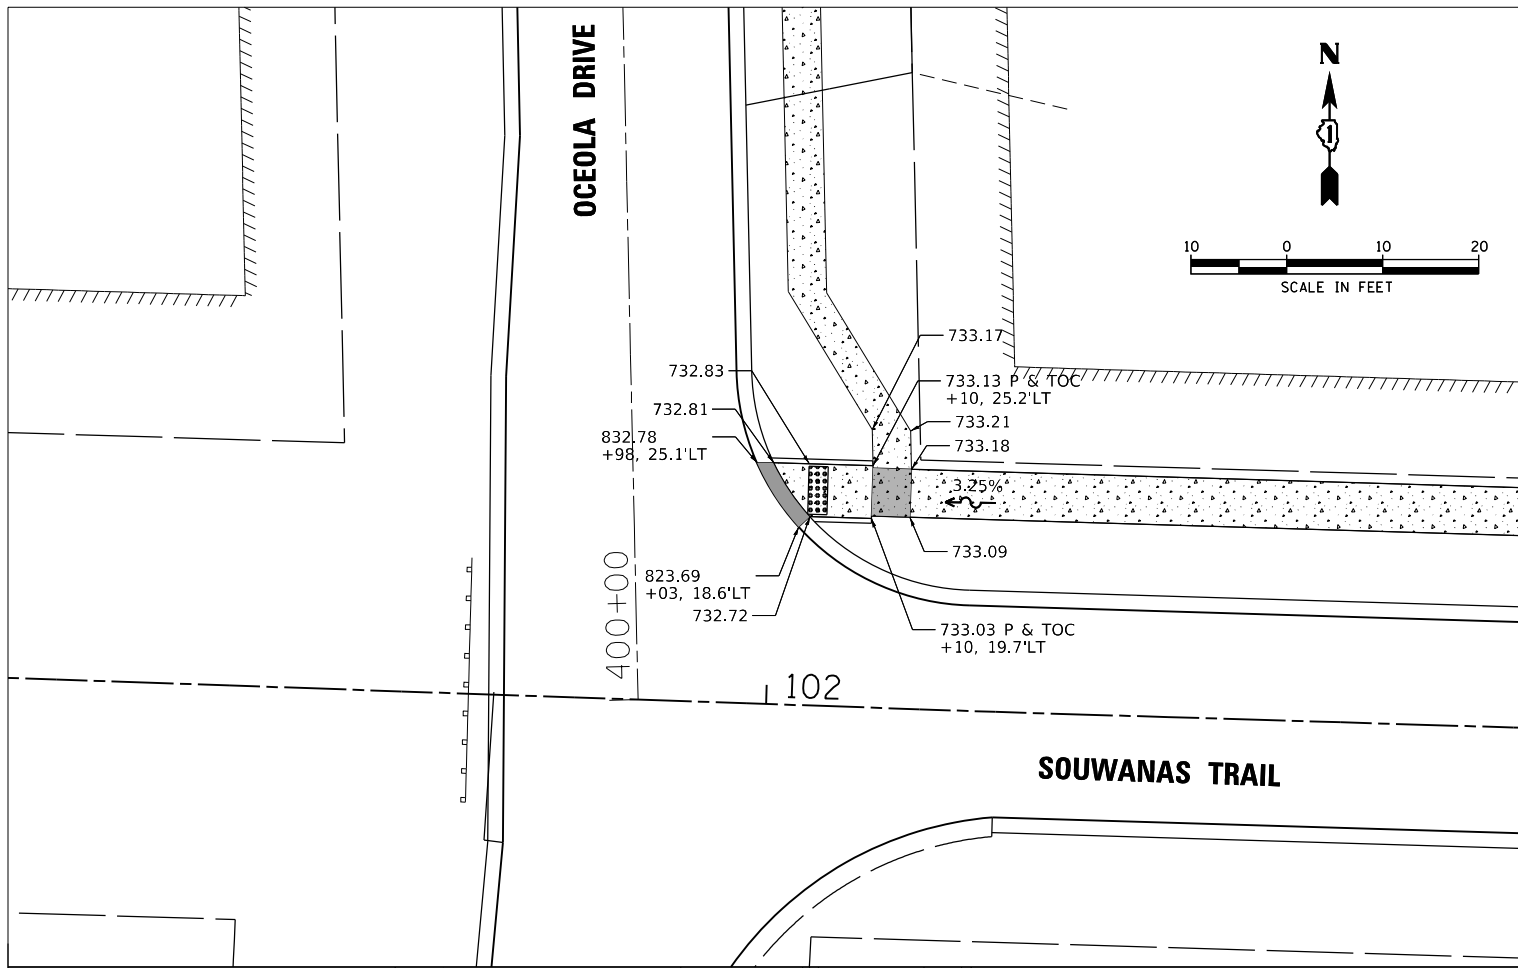 OCEOLA DRIVE
N
1
10 0 10 20
SCALE IN FEET
733.17
732.83
733.13 P & TOC
+10, 25.2'LT
732.81
733.21
832.78
+98, 25.1'LT
733.18
3.25%
733.09
823.69
+03, 18.6'LT
732.72
733.03 P & TOC
+10, 19.7'LT
400+00
102
SOUWANAS TRAIL